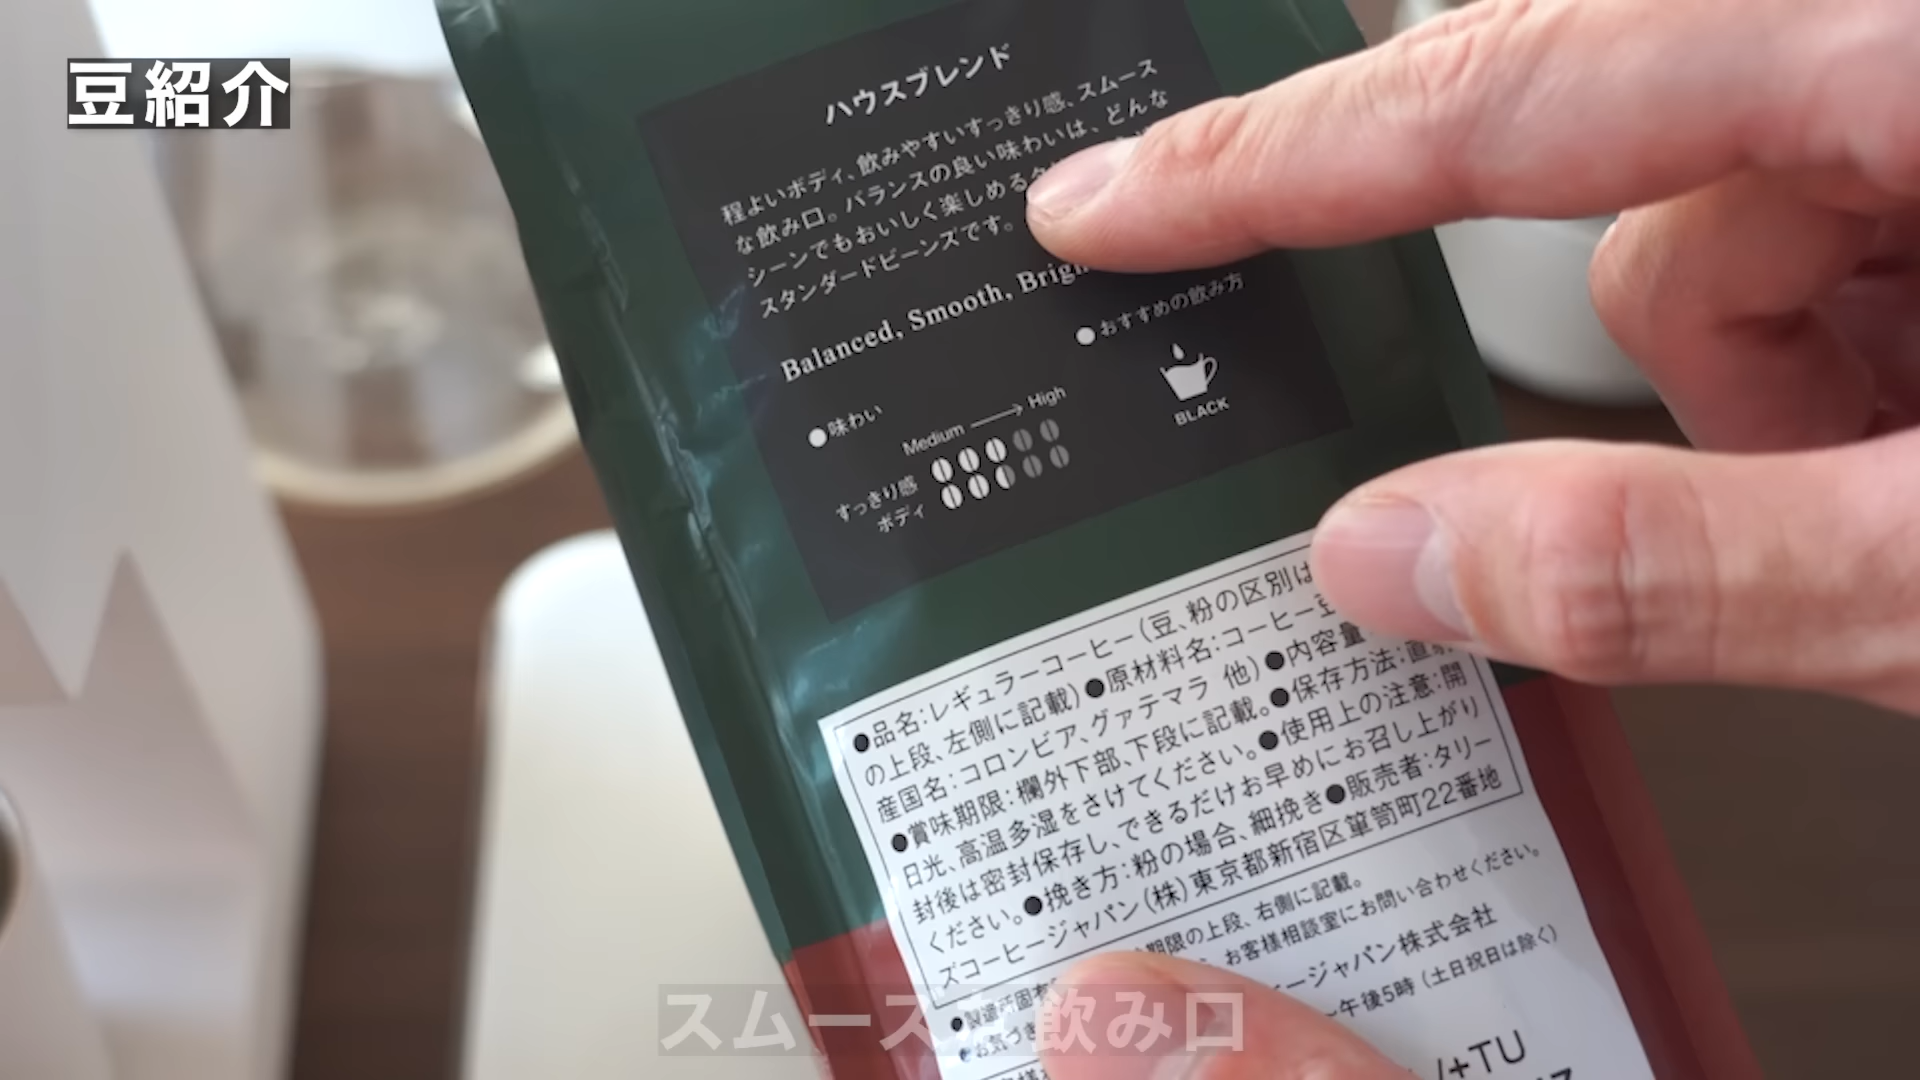 豆紹介
ハウスブレンド
程よいボディ、飲みやすいすっきり感、スムース
な飲み口。バランスの良い味わいは、どんな
シーンでもおいしく楽しめる
スタンダードビーンズです。
Balanced, Smooth,
●味わい
Medium → High
すっきり感
ボディ
●おすすめの飲み方
BLACK
●品名:レギュラーコーヒー(豆、粉の区別は
の上段、左側に記載)●原材料名:コーヒー豆
産国名:コロンビア、グァテマラ 他)●内容量
●賞味期限:欄外下部、下段に記載。●保存方法:直
日光、高温多湿をさけてください。●使用上の注意:開
封後は密封保存し、できるだけお早めにお召し上がり
ください。●挽き方:粉の場合、細挽き●販売者:タリー
ズコーヒージャパン(株)東京都新宿区箪笥町22番地
●製造所固有 期限の上段、右側に記載。
●お気づき お客様相談室にお問い合わせください。
ージャパン株式会社
～午後5時(土日祝日は除く)
/+TU
スムースな飲み口